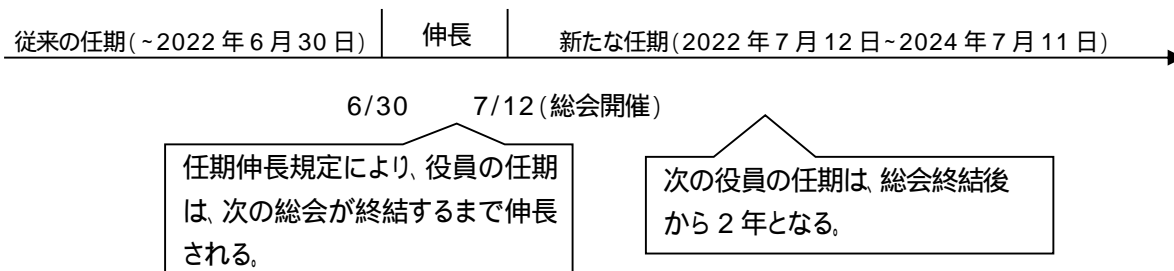 従来の任期(~2022年6月30日) 伸長 新たな任期(2022年7月12日~2024年7月11日)
6/30 7/12(総会開催)
任期伸長規定により、役員の任期
は、次の総会が終結するまで伸長
される。
次の役員の任期は、総会終結後
から2年となる。